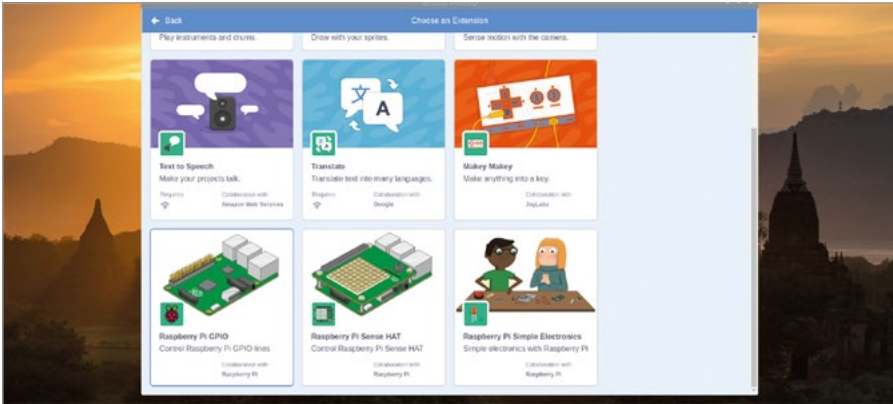 Back
Choose an Extension
Play instruments and drums.
Draw with your sprites.
Sense motion with the camera.
文
A
Text to Speech
Make your projects talk.
Requires
Collaboration with
Amazon Web Services
Translate
Translate text into many languages.
Requires
Collaboration with
Google
Makey Makey
Make anything into a key.
Collaboration with
JoyLabz
Raspberry Pi GPIO
Control Raspberry Pi GPIO lines
Collaboration with
Raspberry Pi
Raspberry Pi Sense HAT
Control Raspberry Pi Sense HAT
Collaboration with
Raspberry Pi
Raspberry Pi Simple Electronics
Simple electronics with Raspberry Pi
Collaboration with
Raspberry Pi